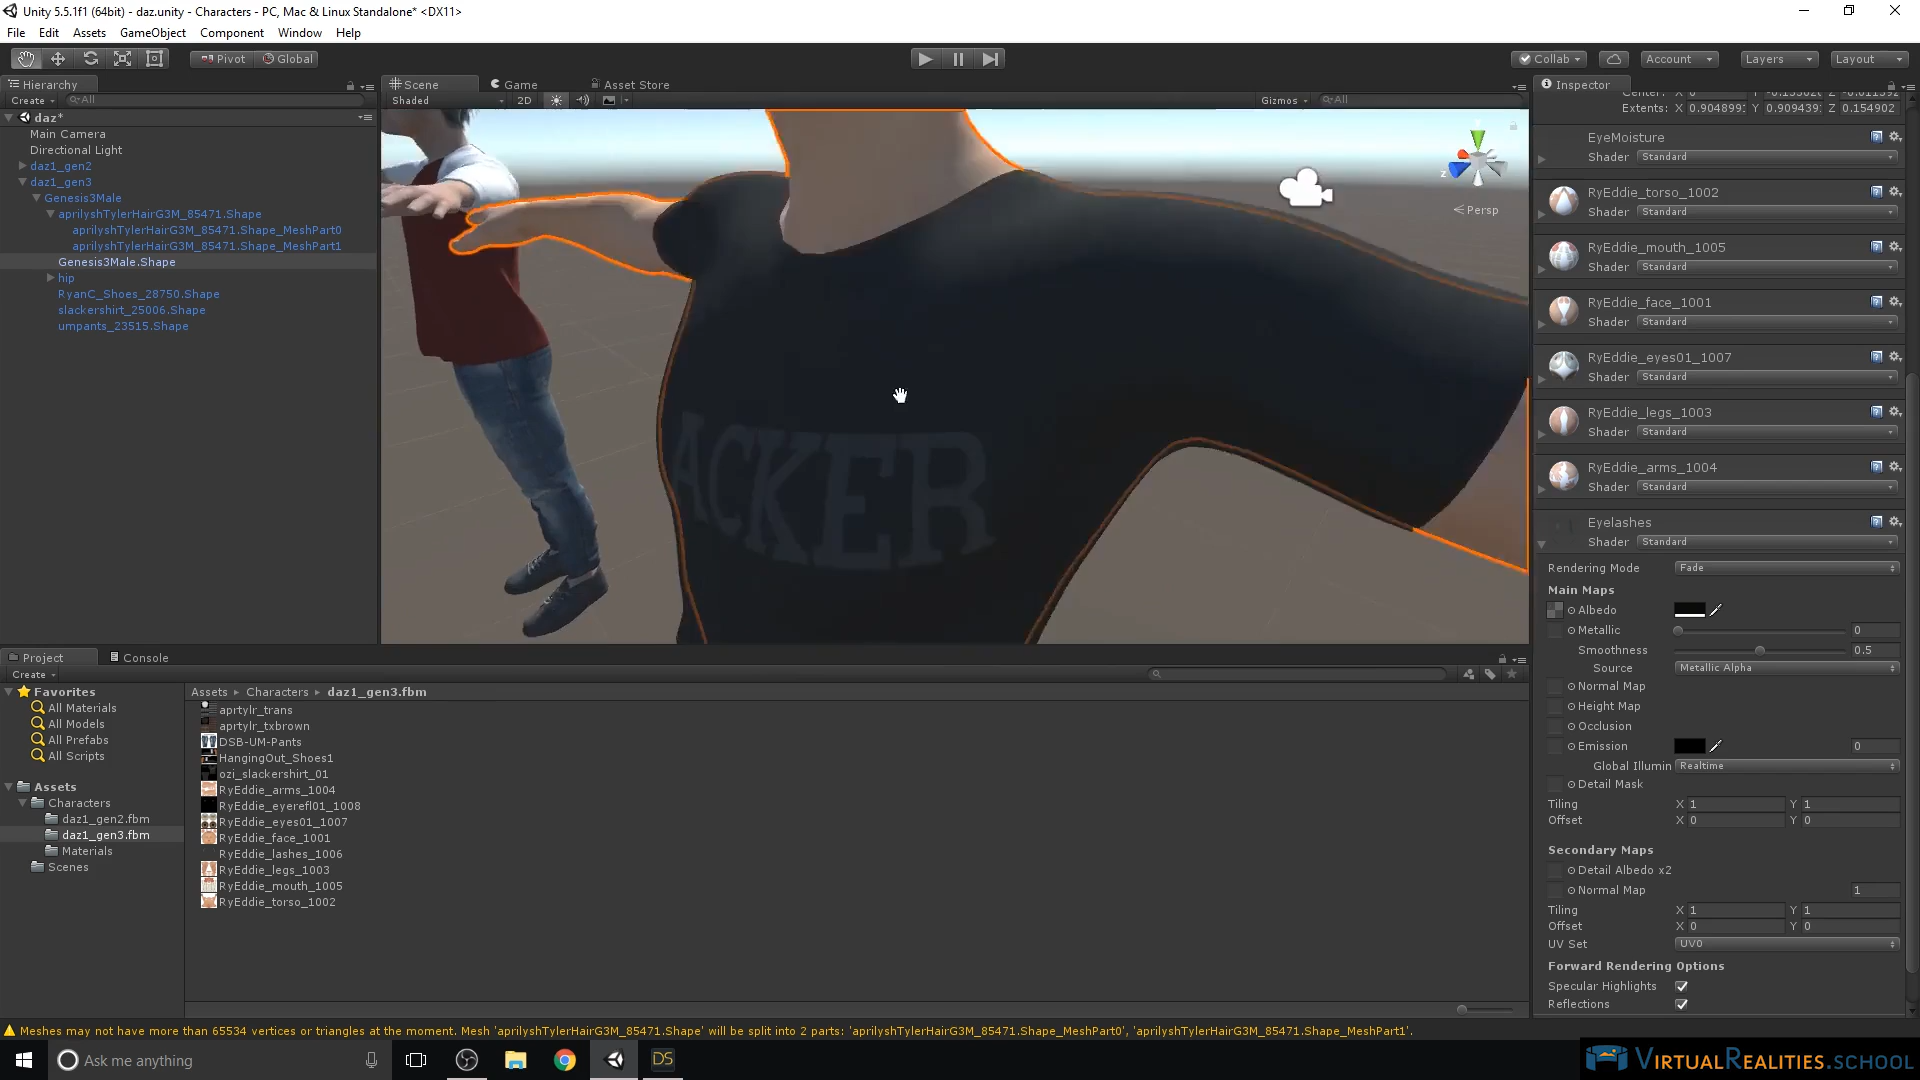 Unity 5.5.1f1 (64bit) - daz.unity - Characters - PC, Mac & Linux Standalone* <DX11>
File Edit Assets GameObject Component Window Help
Pivot Global Collab Account Layers Layout
Hierarchy
Create All
daz*
Main Camera
Directional Light
daz1_gen2
daz1_gen3
Genesis3Male
aprilyshTylerHairG3M_85471.Shape
aprilyshTylerHairG3M_85471.Shape_MeshPart0
aprilyshTylerHairG3M_85471.Shape_MeshPart1
Genesis3Male.Shape
hip
RyanC_Shoes_28750.Shape
slackershirt_25006.Shape
umpants_23515.Shape
Scene Game Asset Store
Shaded 2D Gizmos All
z
Persp
ACKER
Inspector
Extents: X 0.904899 Y 0.909439 Z 0.154902
EyeMoisture
Shader Standard
RyEddie_torso_1002
Shader Standard
RyEddie_mouth_1005
Shader Standard
RyEddie_face_1001
Shader Standard
RyEddie_eyes01_1007
Shader Standard
RyEddie_legs_1003
Shader Standard
RyEddie_arms_1004
Shader Standard
Eyelashes
Shader Standard
Rendering Mode Fade
Main Maps
Albedo
Metallic 0
Smoothness 0.5
Source Metallic Alpha
Normal Map
Height Map
Occlusion
Emission 0
Global Illumin Realtime
Detail Mask
Tiling X 1 Y 1
Offset X 0 Y 0
Secondary Maps
Detail Albedo x2
Normal Map 1
Tiling X 1 Y 1
Offset X 0 Y 0
UV Set UV0
Forward Rendering Options
Specular Highlights
Reflections
Project Console
Create
Favorites
All Materials
All Models
All Prefabs
All Scripts
Assets
Characters
daz1_gen2.fbm
daz1_gen3.fbm
Materials
Scenes
Assets Characters daz1_gen3.fbm
aprtylr_trans
aprtylr_txbrown
DSB-UM-Pants
HangingOut_Shoes1
ozi_slackershirt_01
RyEddie_arms_1004
RyEddie_eyerefl01_1008
RyEddie_eyes01_1007
RyEddie_face_1001
RyEddie_lashes_1006
RyEddie_legs_1003
RyEddie_mouth_1005
RyEddie_torso_1002
Meshes may not have more than 65534 vertices or triangles at the moment. Mesh 'aprilyshTylerHairG3M_85471.Shape' will be split into 2 parts: 'aprilyshTylerHairG3M_85471.Shape_MeshPart0', 'aprilyshTylerHairG3M_85471.Shape_MeshPart1'.
Ask me anything
DS
VIRTUALREALITIES.SCHOOL